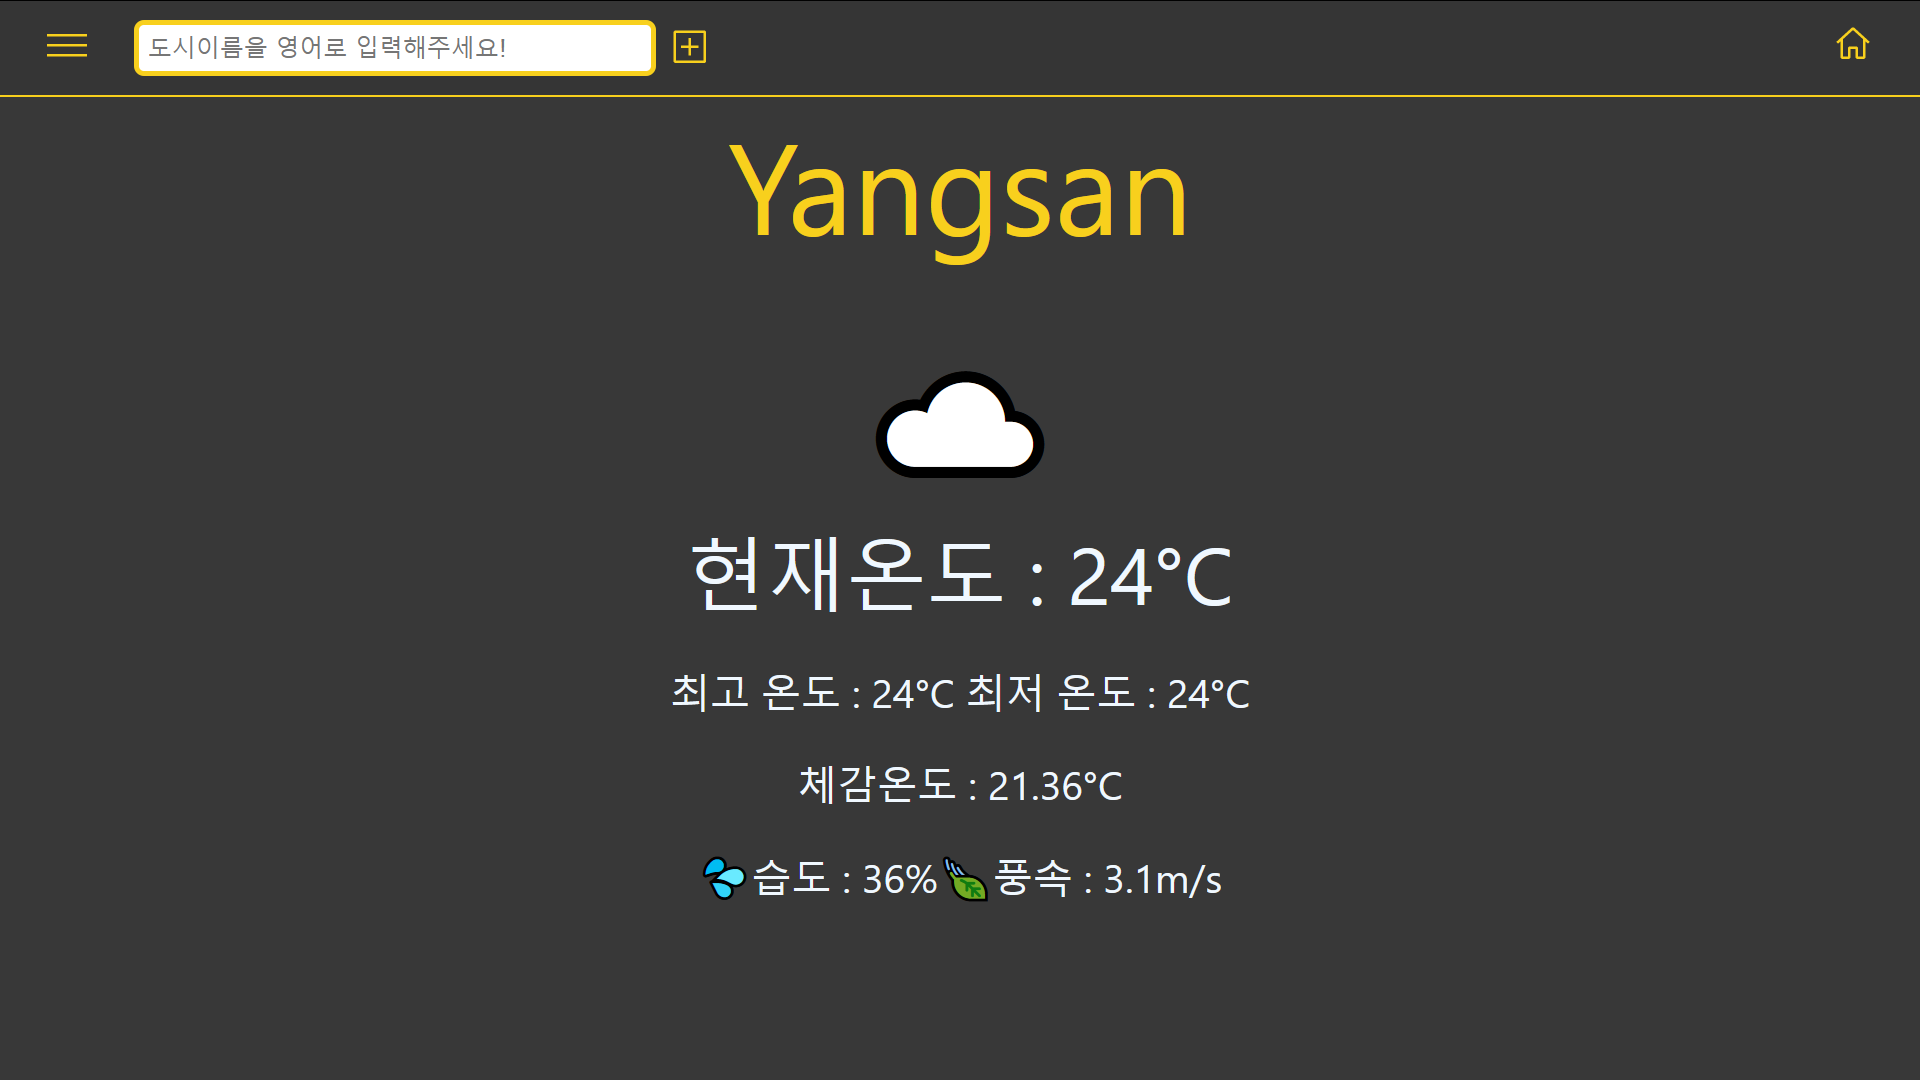 도시이름을 영어로 입력해주세요!
Yangsan
현재온도 : 24°C
최고 온도 : 24°C 최저 온도 : 24°C
체감온도 : 21.36°C
💦습도 : 36%🍃풍속 : 3.1m/s